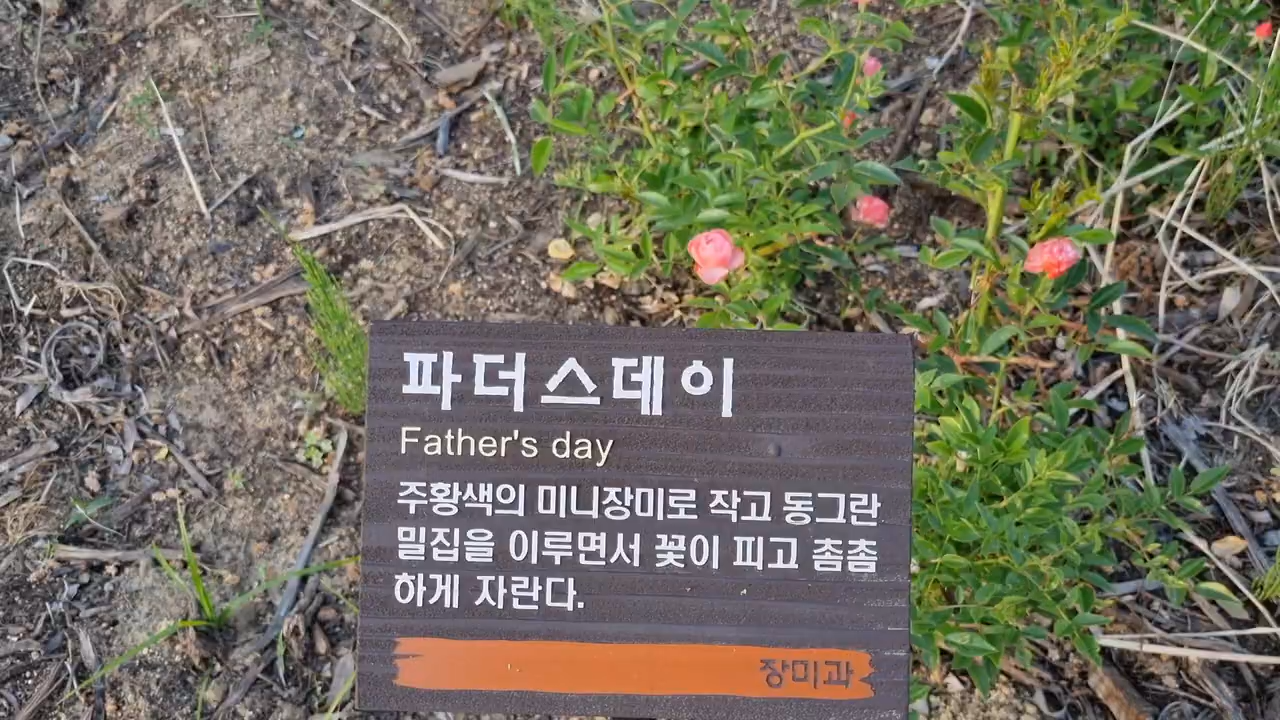 파더스데이
Father's day
주황색의 미니장미로 작고 동그란
밀집을 이루면서 꽃이 피고 촘촘
하게 자란다.
장미과